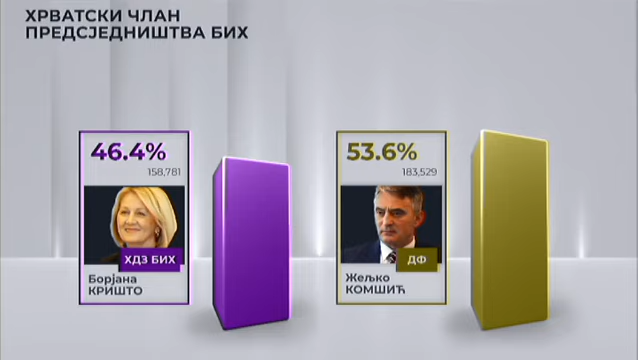 ХРВАТСКИ ЧЛАН
ПРЕДСЈЕДНИШТВА БИХ
46.4%
158,781
ХДЗ БИХ
Борјана
КРИШТО
53.6%
183,529
ДФ
Жељко
КОМШИЋ